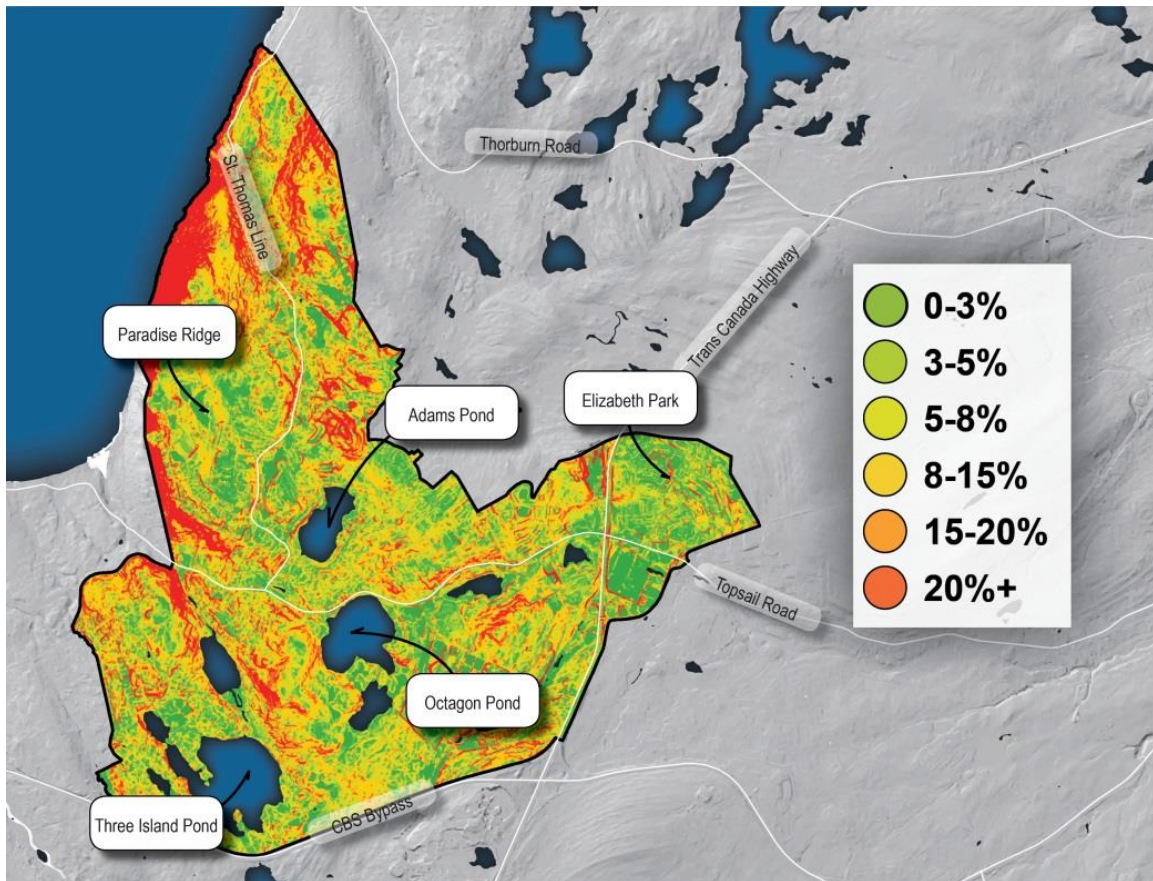 Thorburn Road
St. Thomas Line
Trans Canada Highway
Paradise Ridge
Adams Pond
Elizabeth Park
0-3%
3-5%
5-8%
8-15%
15-20%
20%+
Topsail Road
Octagon Pond
Three Island Pond
CBS Bypass